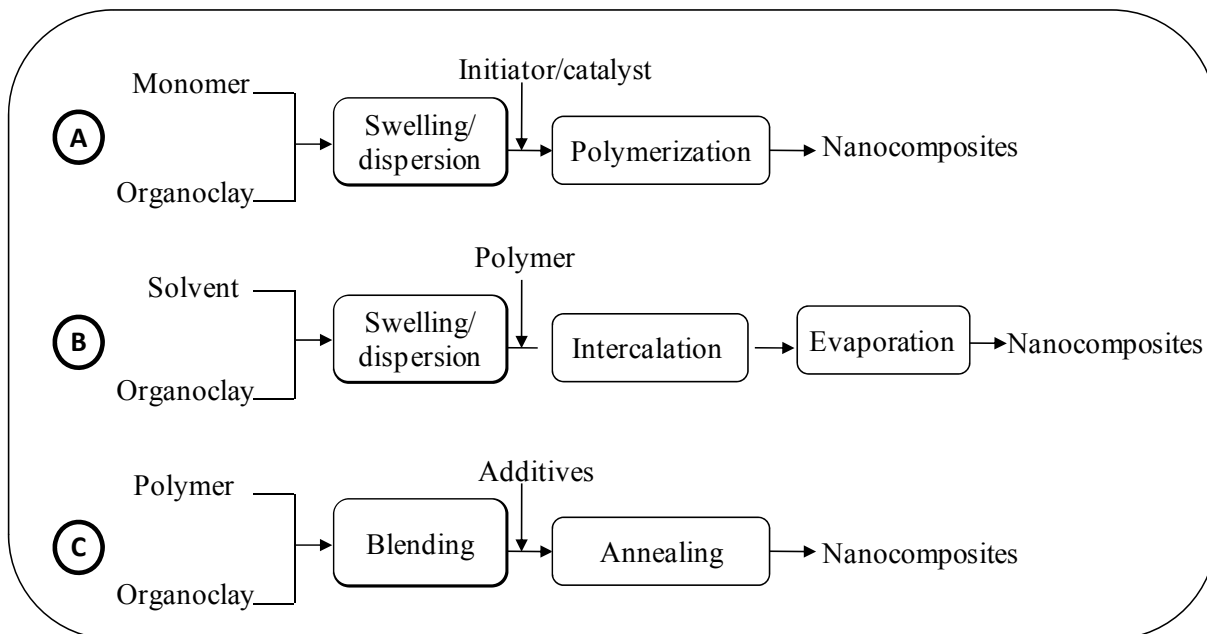 Monomer
Initiator/catalyst
A
Swelling/
dispersion
Polymerization
Nanocomposites
Organoclay
Solvent
Polymer
B
Swelling/
dispersion
Intercalation
Evaporation
Nanocomposites
Organoclay
Polymer
Additives
C
Blending
Annealing
Nanocomposites
Organoclay